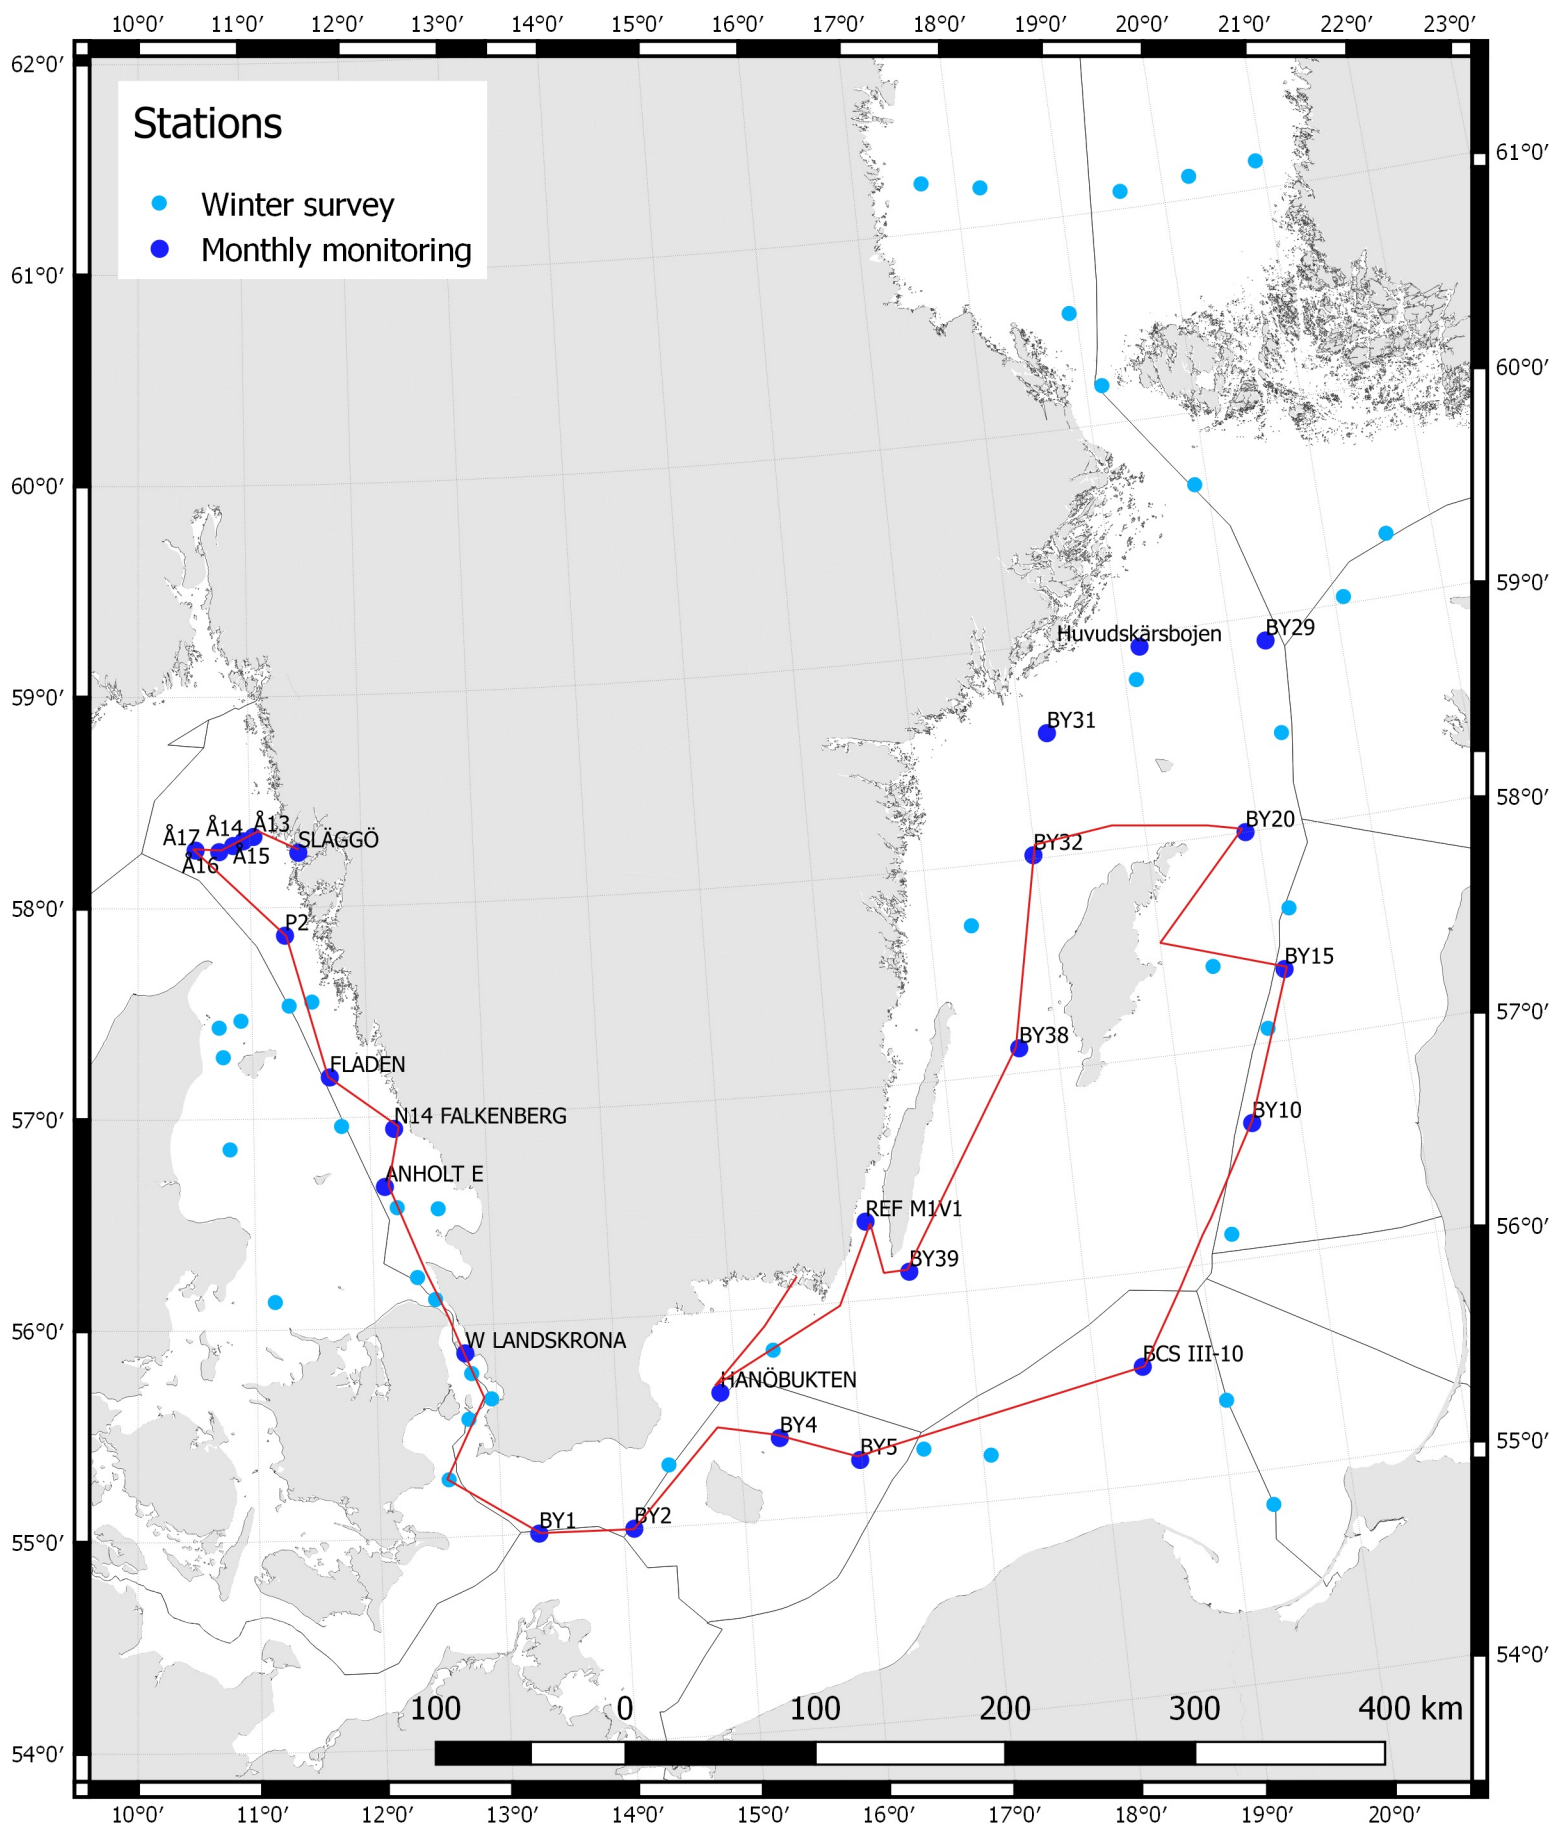 10°0′ 11°0′ 12°0′ 13°0′ 14°0′ 15°0′ 16°0′ 17°0′ 18°0′ 19°0′ 20°0′ 21°0′ 22°0′ 23°0′
62°0′
Stations
61°0′
Winter survey
Monthly monitoring
61°0′
60°0′
60°0′
59°0′
Huvudskärsbojen
BY29
59°0′
BY31
58°0′
Å17
Å14
Å13
Å16
Å15
SLÄGGÖ
BY32
BY20
58°0′
P2
BY15
57°0′
FLADEN
BY38
57°0′
N14 FALKENBERG
BY10
ANHOLT E
REF M1V1
56°0′
BY39
56°0′
W LANDSKRONA
BCS III-10
HANÖBUKTEN
BY4
BY5
55°0′
55°0′
BY1
BY2
54°0′
100 0 100 200 300 400 km
54°0′
10°0′ 11°0′ 12°0′ 13°0′ 14°0′ 15°0′ 16°0′ 17°0′ 18°0′ 19°0′ 20°0′